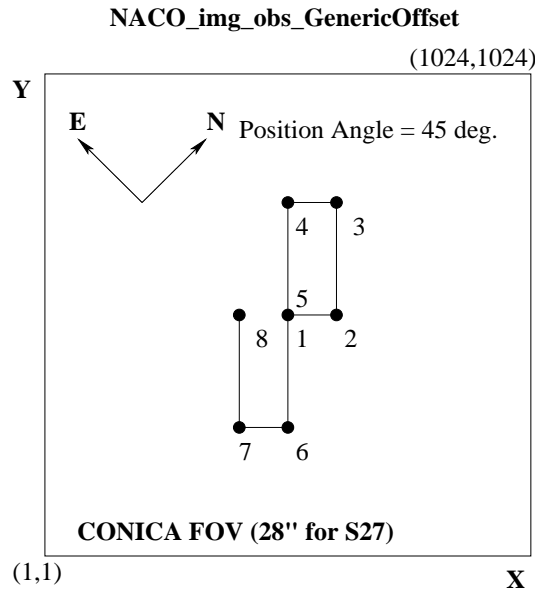 NACO_img_obs_GenericOffset
(1024,1024)
Y
E N Position Angle = 45 deg.
4 3
5
8 1 2
7 6
CONICA FOV (28" for S27)
(1,1)
X